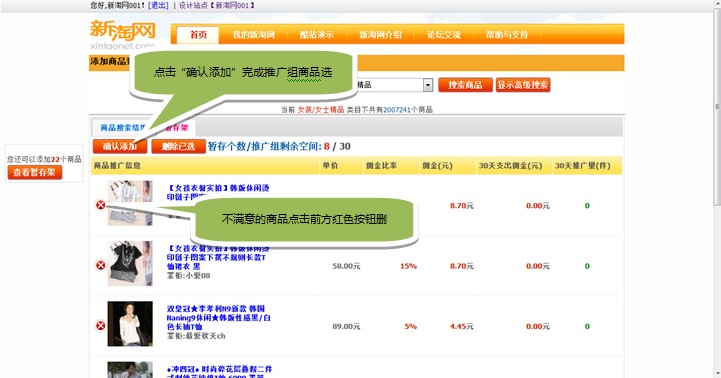 您好,新淘网001! [退出] | 设计站点【新淘网001】
新淘网
xintaonet.com
首页 我的新淘网 酷站演示 新淘网介绍 论坛交流 帮助与支持
添加商品
点击“确认添加”完成推广组商品选
精品 搜索商品 显示高级搜索
当前 女装/女士精品 类目下共有2007241个商品
商品搜索结果 暂存架
确认添加 删除已选 暂存个数/推广组剩余空间: 8 / 30
您还可以添加22个商品
查看暂存架
商品推广信息 单价 佣金比率 佣金(元) 30天支出佣金(元) 30天推广量(件)
【女孩衣橱实拍】韩版休闲烫
印链子图案
8.70元 0.00元 0
不满意的商品点击前方红色按钮删
【女孩衣橱实拍】韩版休闲烫
印链子图案下摆不规则长款T
恤裙衣 黑
掌柜:小爱08
58.00元 15% 8.70元 0.00元 0
双皇冠★李孝利N9新款 韩国
Naning9休闲★韩版性感黑/白
色长袖T恤
掌柜:最爱秋天ch
89.00元 5% 4.45元 0.00元 0
●冲四冠● 时尚碎花层叠假二件